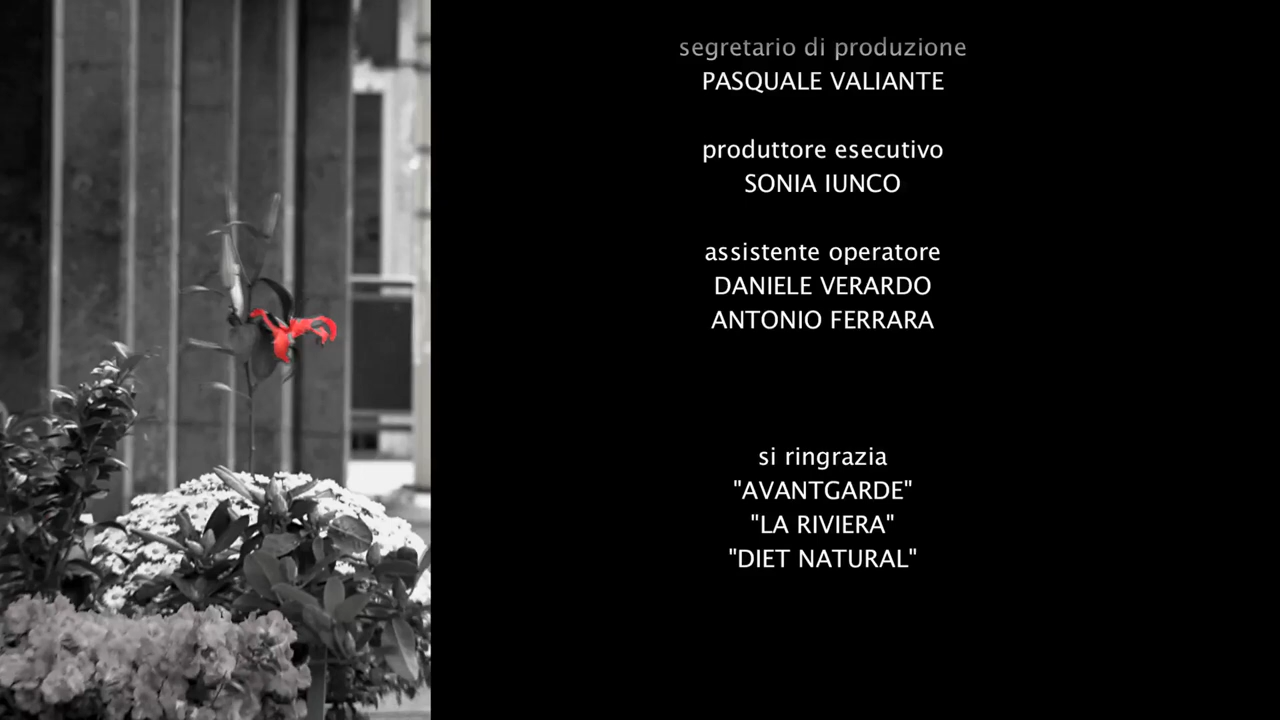 segretario di produzione
PASQUALE VALIANTE
produttore esecutivo
SONIA IUNCO
assistente operatore
DANIELE VERARDO
ANTONIO FERRARA
si ringrazia
"AVANTGARDE"
"LA RIVIERA"
"DIET NATURAL"